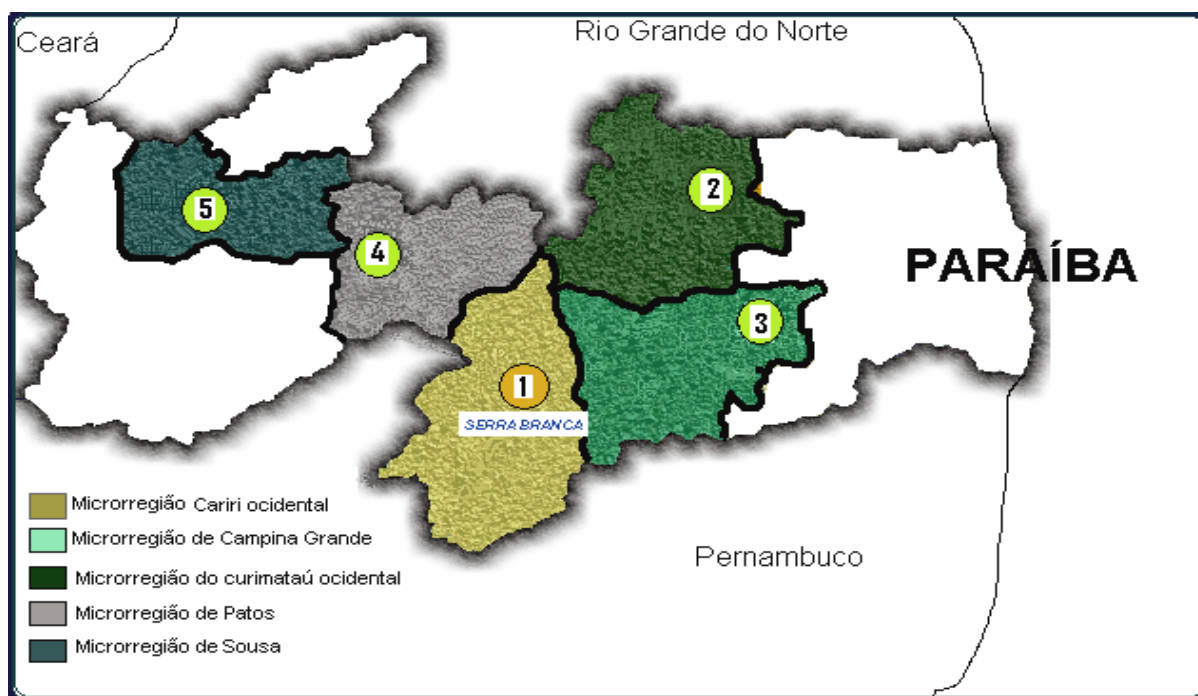 Ceará
Rio Grande do Norte
2
5
4
PARAÍBA
3
1
SERRA BRANCA
Microrregião Cariri ocidental
Microrregião de Campina Grande
Microrregião do curimataú ocidental
Microrregião de Patos
Microrregião de Sousa
Pernambuco